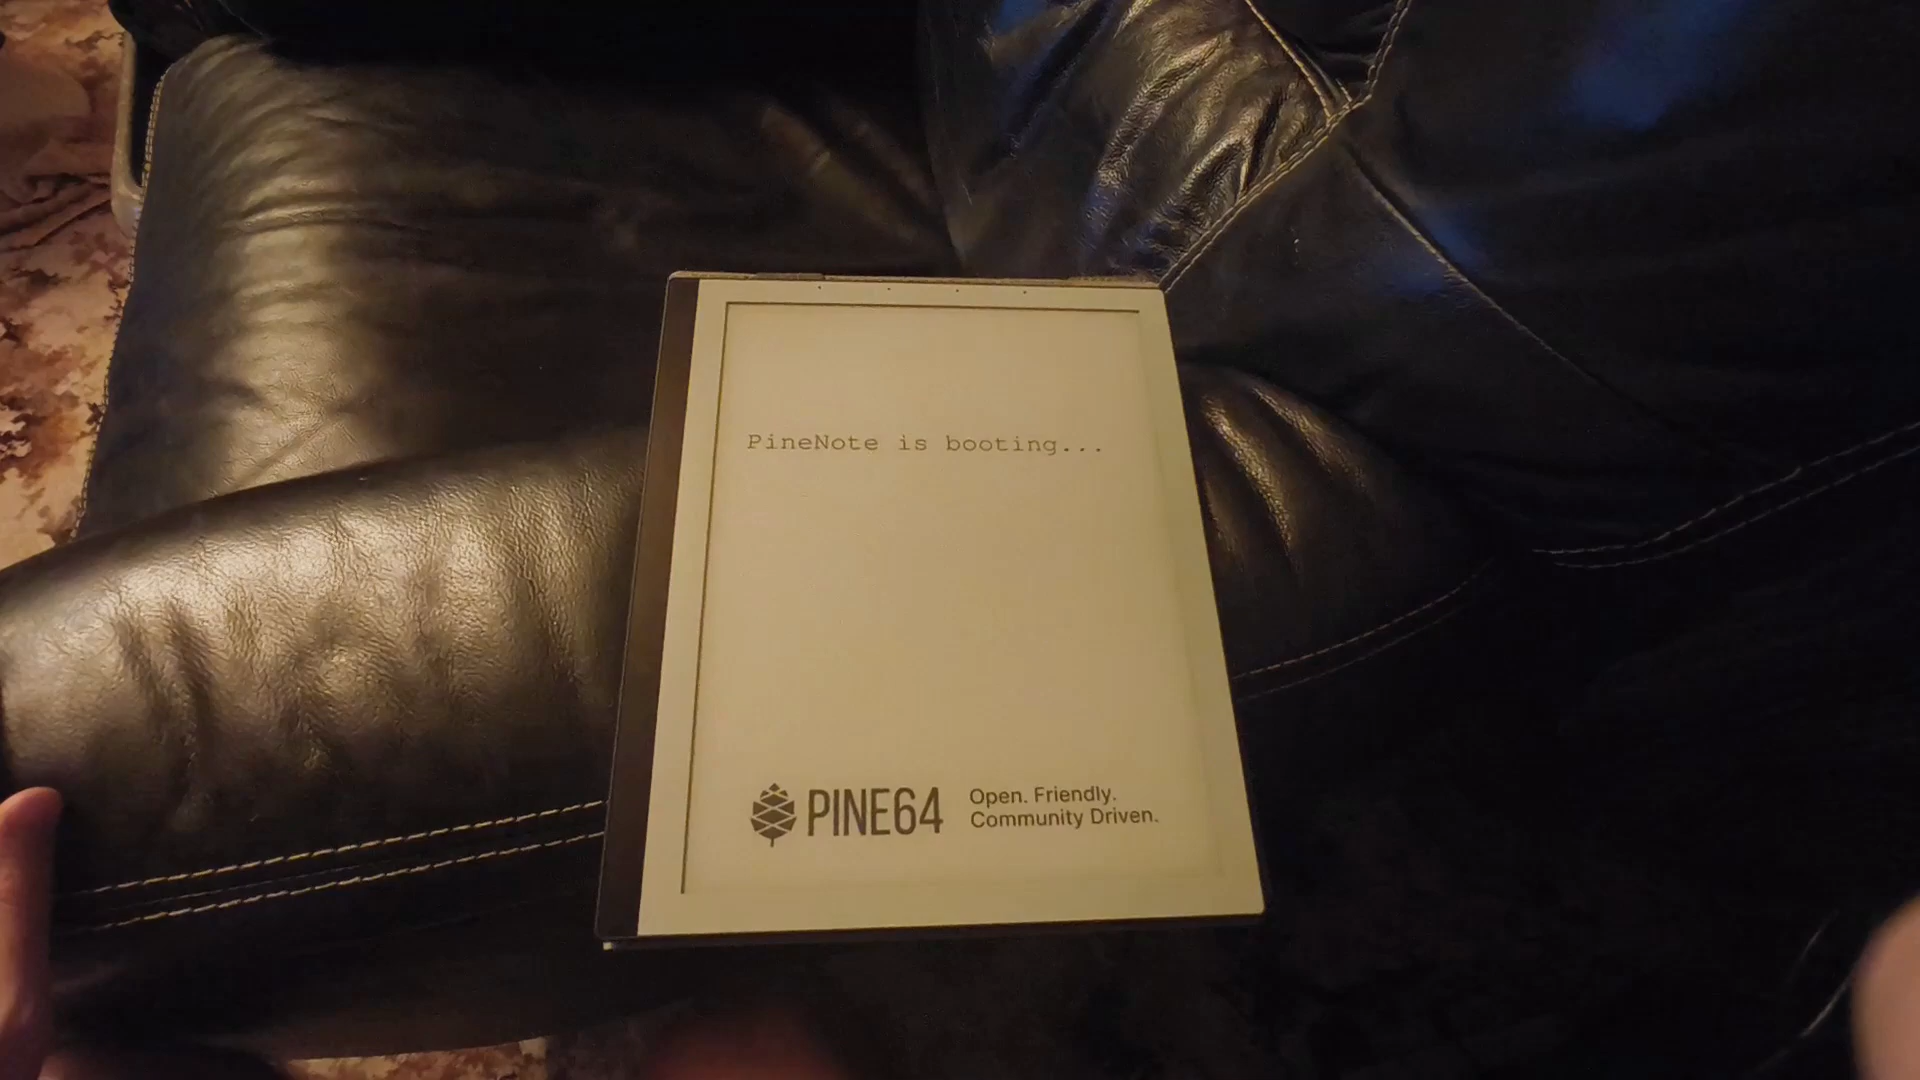 PineNote is booting...
PINE64
Open. Friendly.
Community Driven.